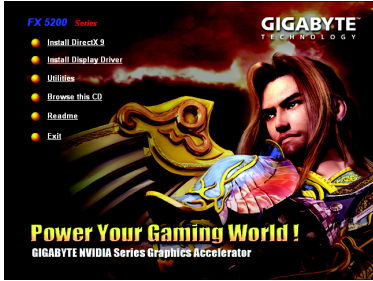 FX 5200 Series
GIGABYTE™
TECHNOLOGY
Install DirectX 9
Install Display Driver
Utilities
Browse this CD
Readme
Exit
Power Your Gaming World !
GIGABYTE NVIDIA Series Graphics Accelerator